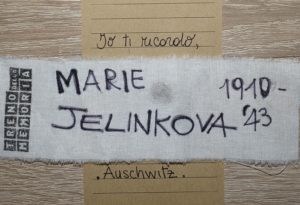 Io ti ricordo,
TRENO DELLA
MEMORIA
MARIE 1910-
JELINKOVA '43
Auschwitz.